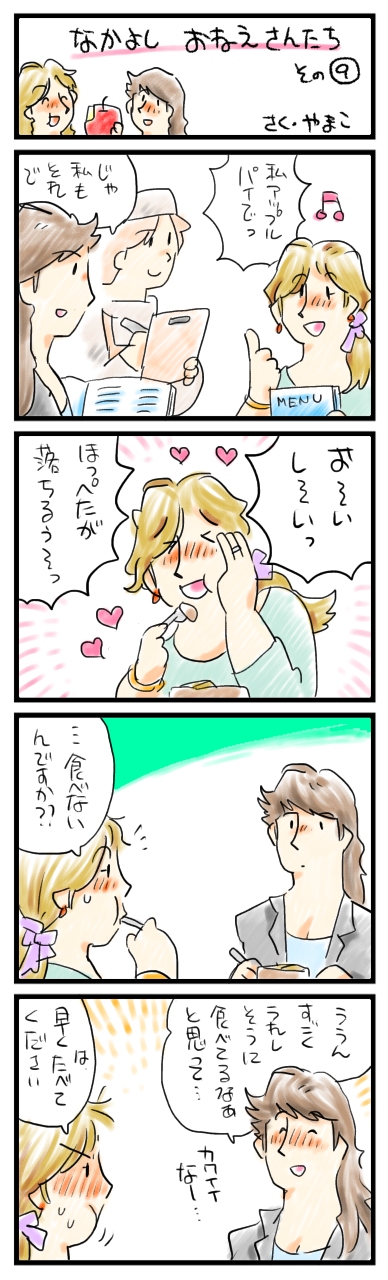 なかよし おねえさんたち
その⑨
さく・やまこ
私アップル
パイでっ
じゃ
私も
それ
で
MENU
お~い
し~いっ
ほっぺたが
落ちるぅ~っ
…食べない
んですか??
ううん
すごく
うれし
そうに
食べてるなぁ
と思って…
カワイイ
なー…
は、
早くたべて
ください